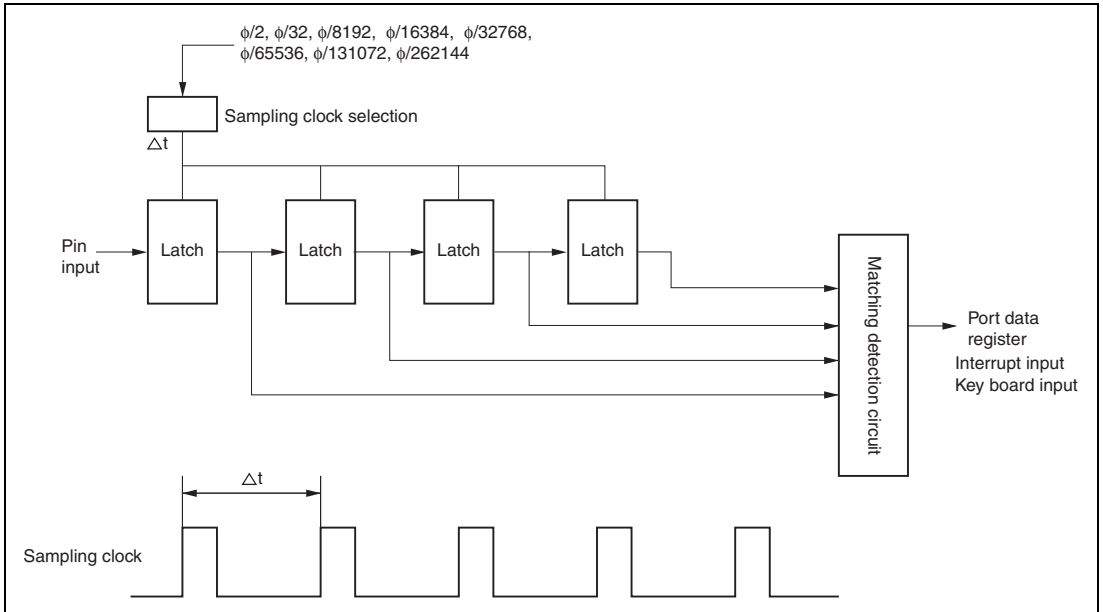 ϕ/2, ϕ/32, ϕ/8192, ϕ/16384, ϕ/32768,
ϕ/65536, ϕ/131072, ϕ/262144
Sampling clock selection
△t
Pin
input
Latch
Latch
Latch
Latch
Matching detection circuit
Port data
register
Interrupt input
Key board input
△t
Sampling clock